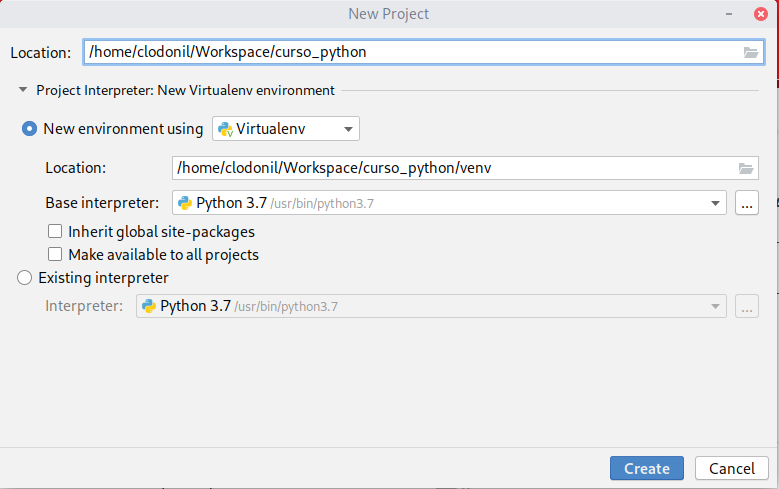 New Project
Location: /home/clodonil/Workspace/curso_python
Project Interpreter: New Virtualenv environment
New environment using Virtualenv
Location: /home/clodonil/Workspace/curso_python/venv
Base interpreter: Python 3.7 /usr/bin/python3.7 ...
Inherit global site-packages
Make available to all projects
Existing interpreter
Interpreter: Python 3.7 /usr/bin/python3.7 ...
Create Cancel